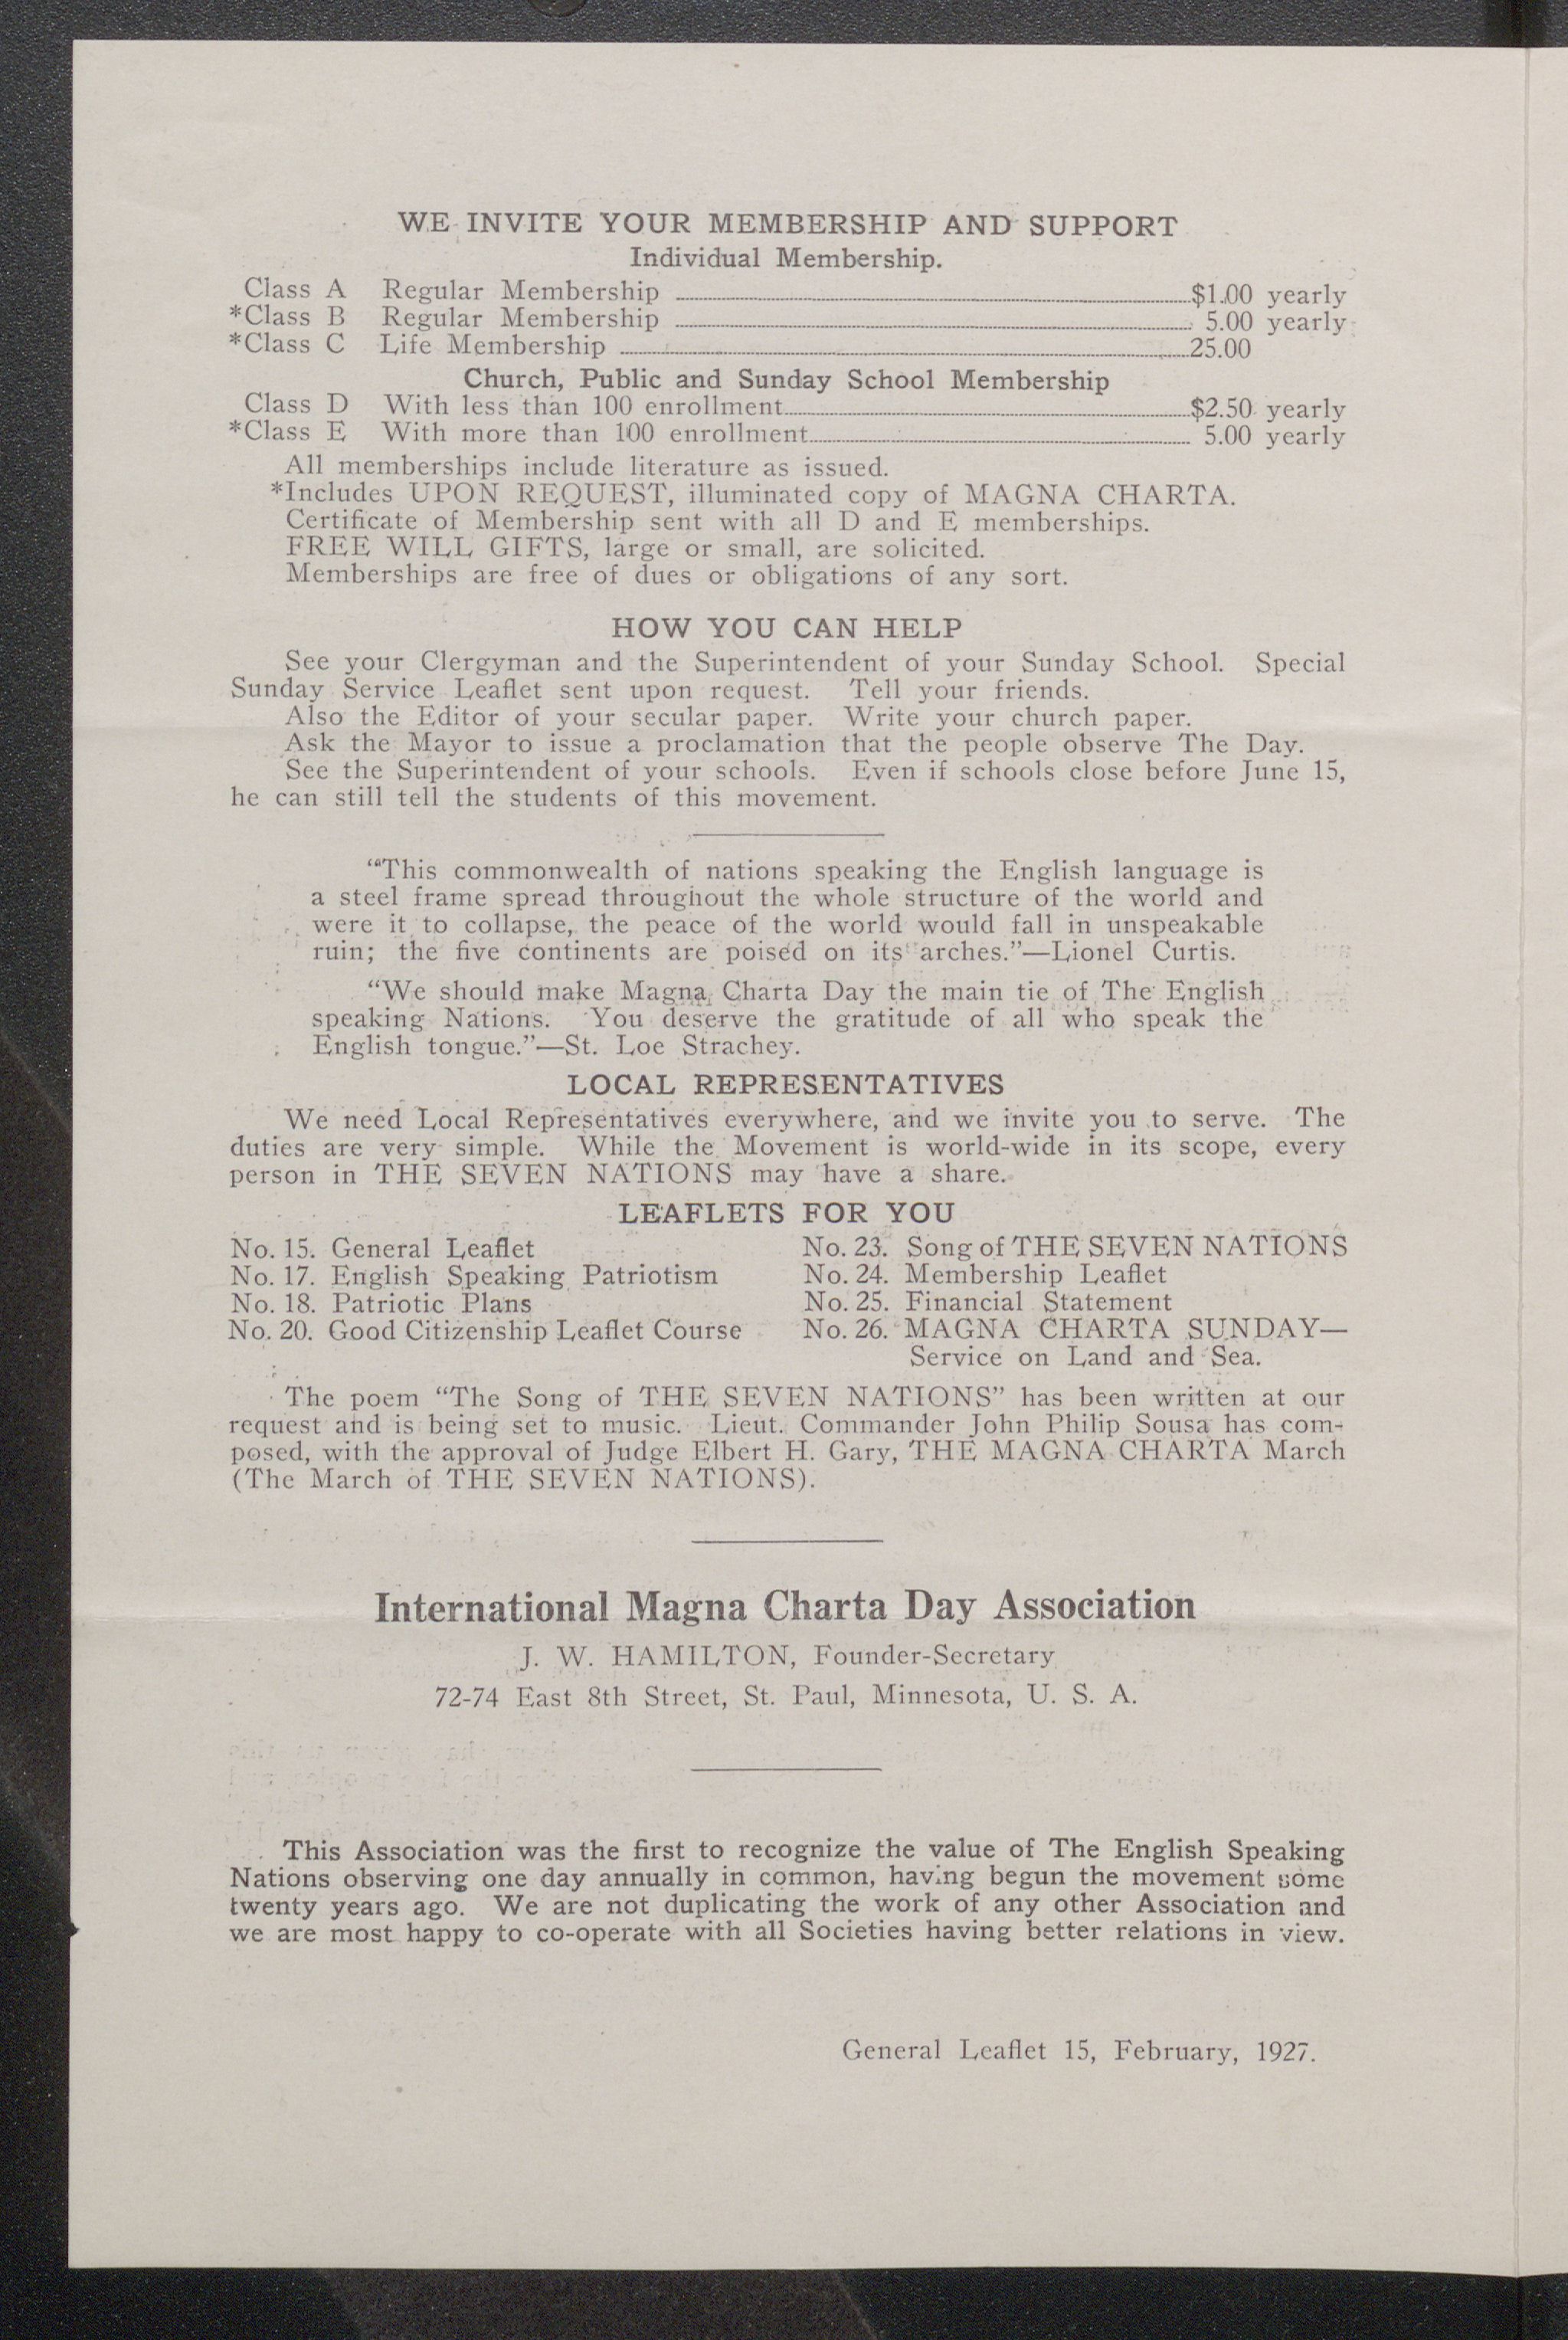 WE INVITE YOUR MEMBERSHIP AND SUPPORT
Individual Membership.
Class A Regular Membership $1.00 yearly
*Class B Regular Membership 5.00 yearly
*Class C Life Membership 25.00
Church, Public and Sunday School Membership
Class D With less than 100 enrollment $2.50 yearly
*Class E With more than 100 enrollment 5.00 yearly
All memberships include literature as issued.
*Includes UPON REQUEST, illuminated copy of MAGNA CHARTA.
Certificate of Membership sent with all D and E memberships.
FREE WILL GIFTS, large or small, are solicited.
Memberships are free of dues or obligations of any sort.
HOW YOU CAN HELP
See your Clergyman and the Superintendent of your Sunday School. Special
Sunday Service Leaflet sent upon request. Tell your friends.
Also the Editor of your secular paper. Write your church paper.
Ask the Mayor to issue a proclamation that the people observe The Day.
See the Superintendent of your schools. Even if schools close before June 15,
he can still tell the students of this movement.
"This commonwealth of nations speaking the English language is
a steel frame spread throughout the whole structure of the world and
were it to collapse, the peace of the world would fall in unspeakable
ruin; the five continents are poised on its arches."—Lionel Curtis.
"We should make Magna Charta Day the main tie of The English
speaking Nations. You deserve the gratitude of all who speak the
English tongue."—St. Loe Strachey.
LOCAL REPRESENTATIVES
We need Local Representatives everywhere, and we invite you to serve. The
duties are very simple. While the Movement is world-wide in its scope, every
person in THE SEVEN NATIONS may have a share.
LEAFLETS FOR YOU
No. 15. General Leaflet
No. 17. English Speaking Patriotism
No. 18. Patriotic Plans
No. 20. Good Citizenship Leaflet Course
No. 23. Song of THE SEVEN NATIONS
No. 24. Membership Leaflet
No. 25. Financial Statement
No. 26. MAGNA CHARTA SUNDAY—
Service on Land and Sea.
The poem "The Song of THE SEVEN NATIONS" has been written at our
request and is being set to music. Lieut. Commander John Philip Sousa has com-
posed, with the approval of Judge Elbert H. Gary, THE MAGNA CHARTA March
(The March of THE SEVEN NATIONS).
International Magna Charta Day Association
J. W. HAMILTON, Founder-Secretary
72-74 East 8th Street, St. Paul, Minnesota, U. S. A.
This Association was the first to recognize the value of The English Speaking
Nations observing one day annually in common, having begun the movement some
twenty years ago. We are not duplicating the work of any other Association and
we are most happy to co-operate with all Societies having better relations in view.
General Leaflet 15, February, 1927.